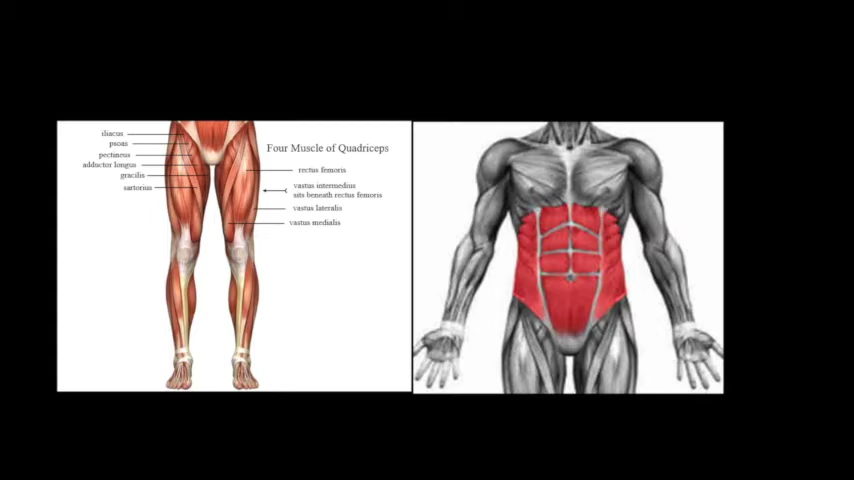 iliacus
psoas
pectineus
adductor longus
gracilis
sartorius
Four Muscle of Quadriceps
rectus femoris
vastus intermedius
sits beneath rectus femoris
vastus lateralis
vastus medialis